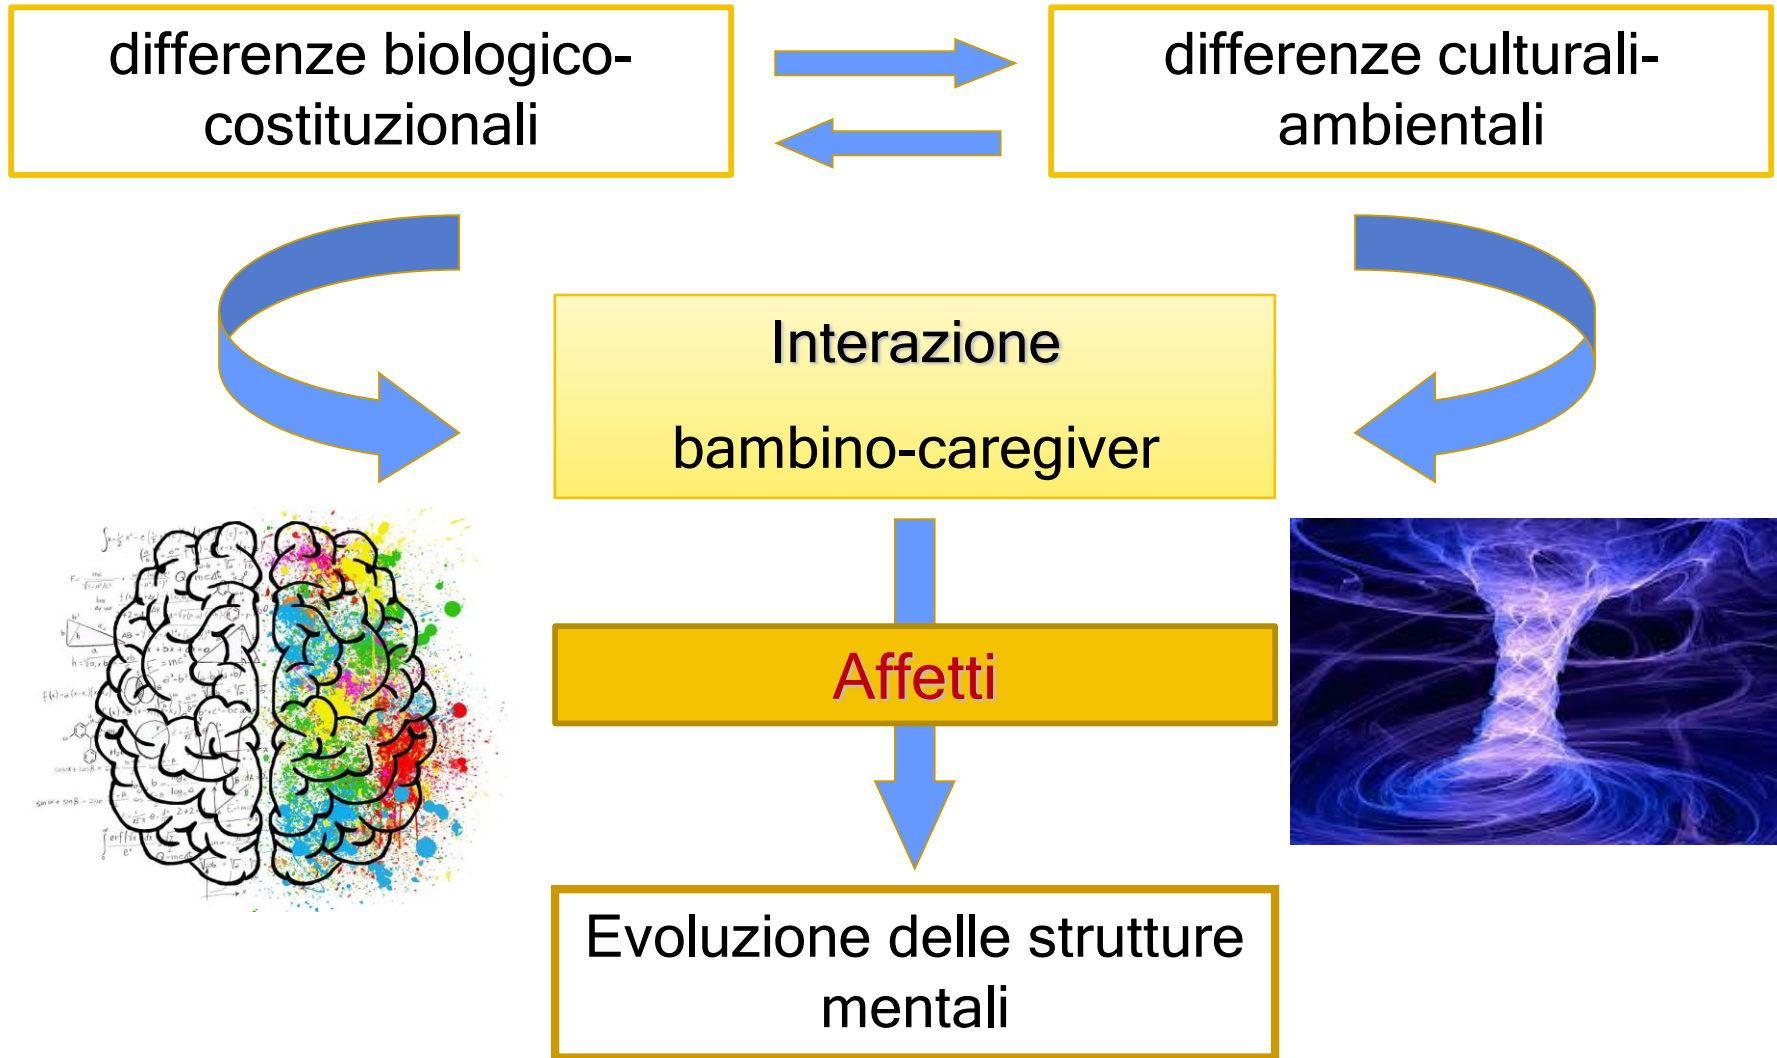 differenze biologico-
costituzionali
differenze culturali-
ambientali
Interazione
bambino-caregiver
Affetti
Evoluzione delle strutture
mentali